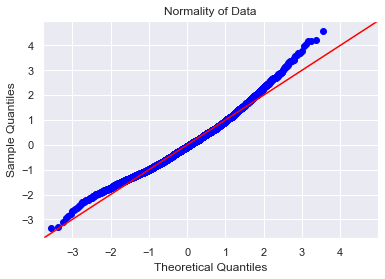 Normality of Data
Sample Quantiles
4
3
2
1
0
−1
−2
−3
−3 −2 −1 0 1 2 3 4
Theoretical Quantiles